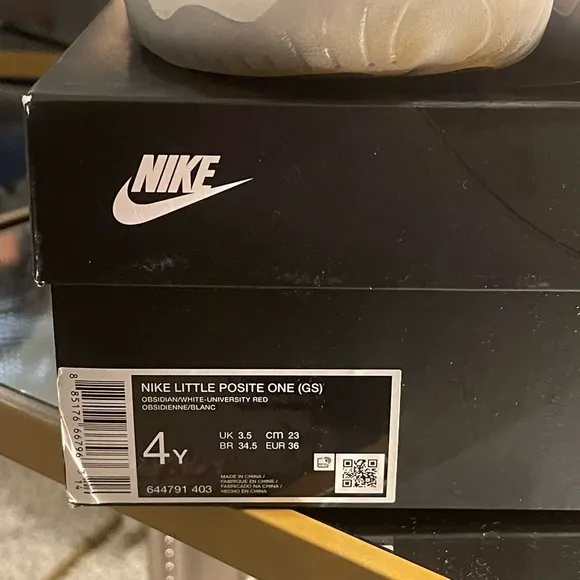 NIKE
NIKE LITTLE POSITE ONE (GS)
OBSIDIAN/WHITE-UNIVERSITY RED
OBSIDIENNE/BLANC
4Y
UK 3.5 cm 23
BR 34.5 EUR 36
MADE IN CHINA /
FABRIQUE EN CHINE /
FABRICADO NA CHINA /
HECHO EN CHINA
644791 403